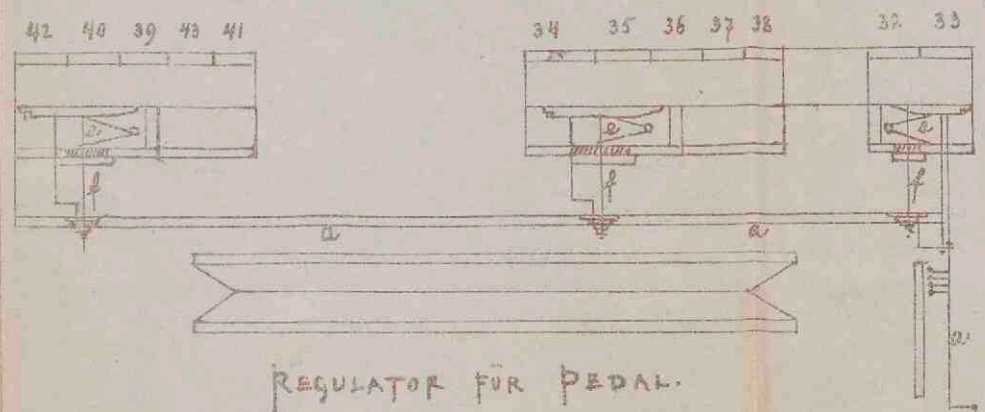 42 40 39 43 41 34 35 36 37 38 32 33
e e e
f f f
a a
a
REGULATOR FÜR PEDAL.